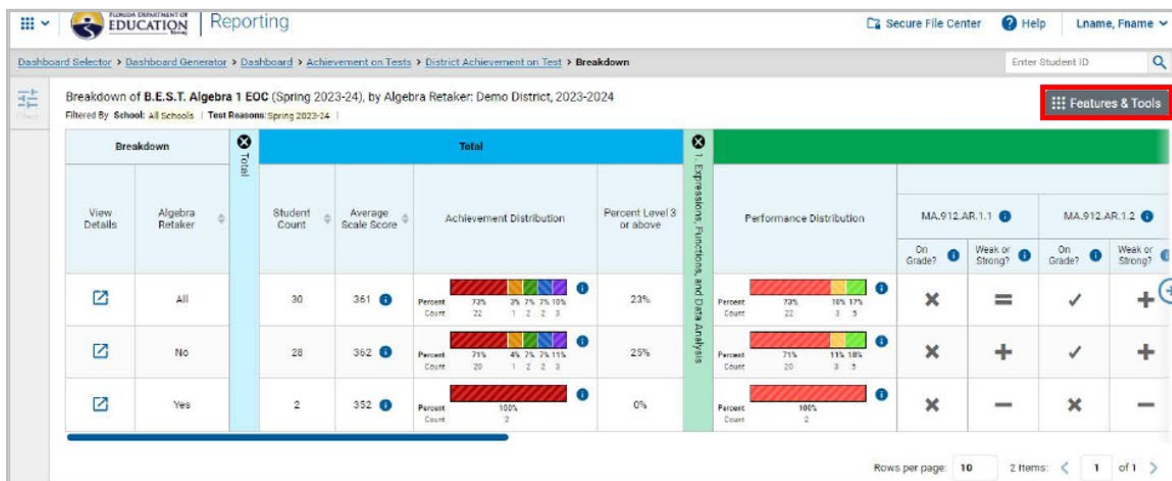 FLORIDA DEPARTMENT OF
EDUCATION
Reporting
Secure File Center
Help
Lname, Fname
Dashboard Selector > Dashboard Generator > Dashboard > Achievement on Tests > District Achievement on Test > Breakdown
Enter Student ID
Breakdown of B.E.S.T. Algebra 1 EOC (Spring 2023-24), by Algebra Retaker: Demo District, 2023-2024
Features & Tools
Filtered By School: All Schools | Test Reasons: Spring 2023-24 |
Breakdown
Total
Total
1. Expressions, Functions, and Data Analysis
View Details
Algebra Retaker
Student Count
Average Scale Score
Achievement Distribution
Percent Level 3 or above
Performance Distribution
MA.912.AR.1.1
MA.912.AR.1.2
On Grade?
Weak or Strong?
On Grade?
Weak or Strong?
All 30 361
Percent 73% 3% 7% 7% 10%
Count 22 1 2 2 3
23%
Percent 73% 10% 17%
Count 22 3 5
No 28 362
Percent 71% 4% 7% 7% 11%
Count 20 1 2 2 3
25%
Percent 71% 11% 18%
Count 20 3 5
Yes 2 352
Percent 100%
Count 2
0%
Percent 100%
Count 2
Rows per page: 10 2 Items: < 1 of 1 >